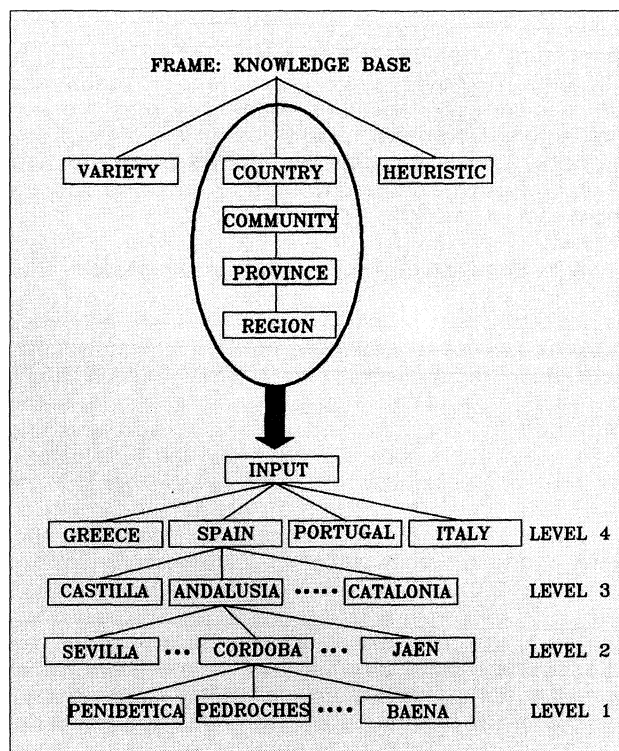 FRAME: KNOWLEDGE BASE
VARIETY COUNTRY HEURISTIC
COMMUNITY
PROVINCE
REGION
INPUT
GREECE SPAIN PORTUGAL ITALY LEVEL 4
CASTILLA ANDALUSIA ••••• CATALONIA LEVEL 3
SEVILLA ••• CORDOBA ••• JAEN LEVEL 2
PENIBETICA PEDROCHES •••• BAENA LEVEL 1